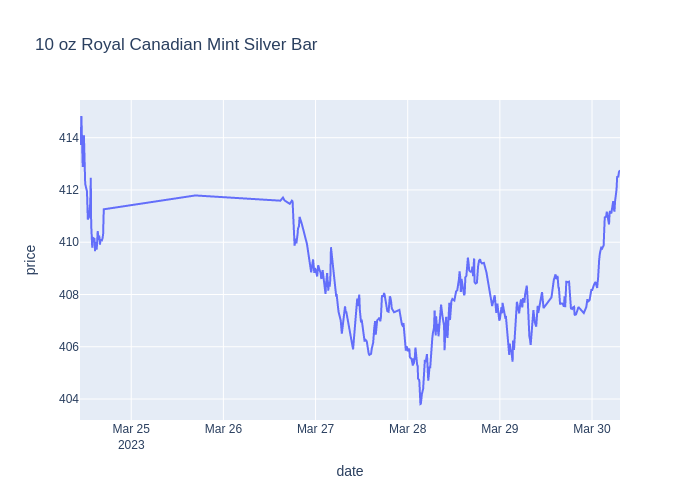 10 oz Royal Canadian Mint Silver Bar
414
412
410
408
406
404
price
Mar 25
2023
Mar 26
Mar 27
Mar 28
Mar 29
Mar 30
date